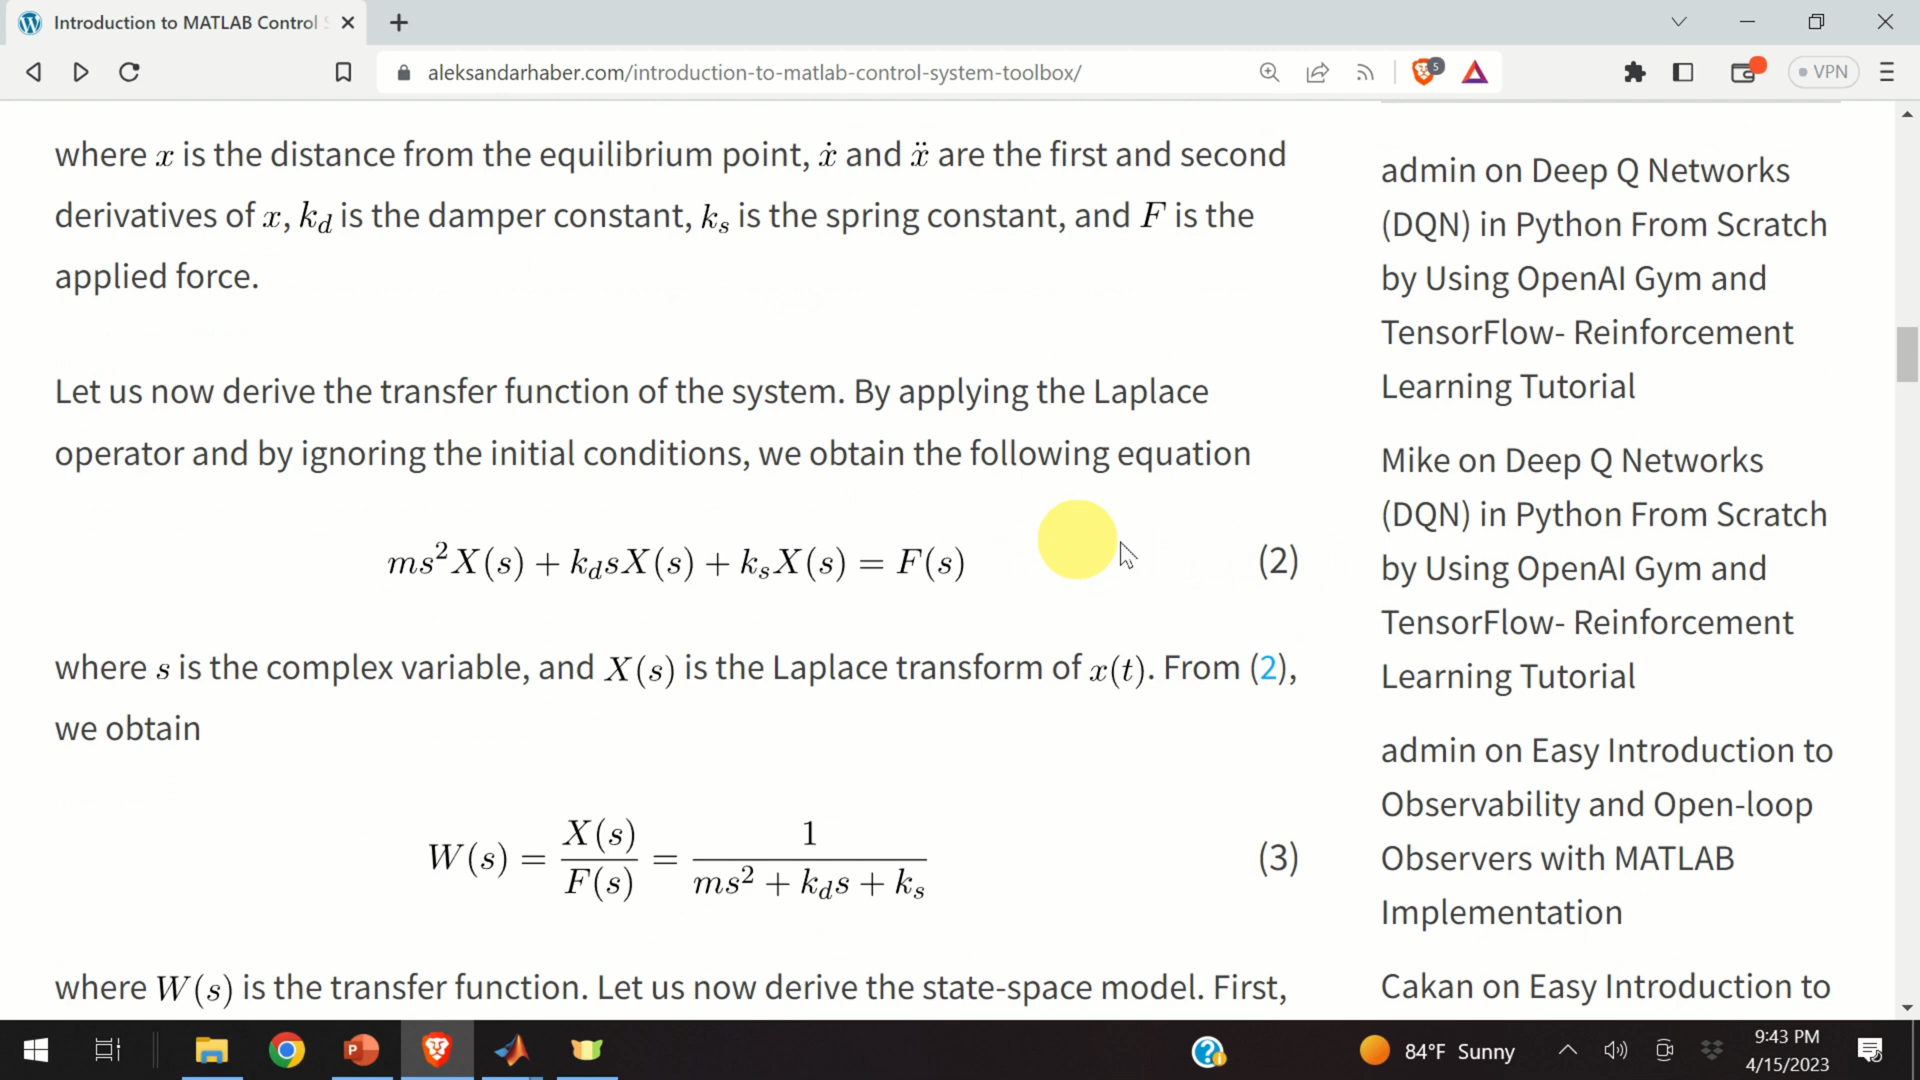 Introduction to MATLAB Control S
aleksandarhaber.com/introduction-to-matlab-control-system-toolbox/
5
VPN
where x is the distance from the equilibrium point, ẋ and ẍ are the first and second
derivatives of x, k_d is the damper constant, k_s is the spring constant, and F is the
applied force.
Let us now derive the transfer function of the system. By applying the Laplace
operator and by ignoring the initial conditions, we obtain the following equation
ms²X(s) + k_d sX(s) + k_s X(s) = F(s) (2)
where s is the complex variable, and X(s) is the Laplace transform of x(t). From (2),
we obtain
W(s) = X(s)/F(s) = 1/(ms² + k_d s + k_s) (3)
where W(s) is the transfer function. Let us now derive the state-space model. First,
admin on Deep Q Networks
(DQN) in Python From Scratch
by Using OpenAI Gym and
TensorFlow- Reinforcement
Learning Tutorial
Mike on Deep Q Networks
(DQN) in Python From Scratch
by Using OpenAI Gym and
TensorFlow- Reinforcement
Learning Tutorial
admin on Easy Introduction to
Observability and Open-loop
Observers with MATLAB
Implementation
Cakan on Easy Introduction to
84°F Sunny
9:43 PM
4/15/2023